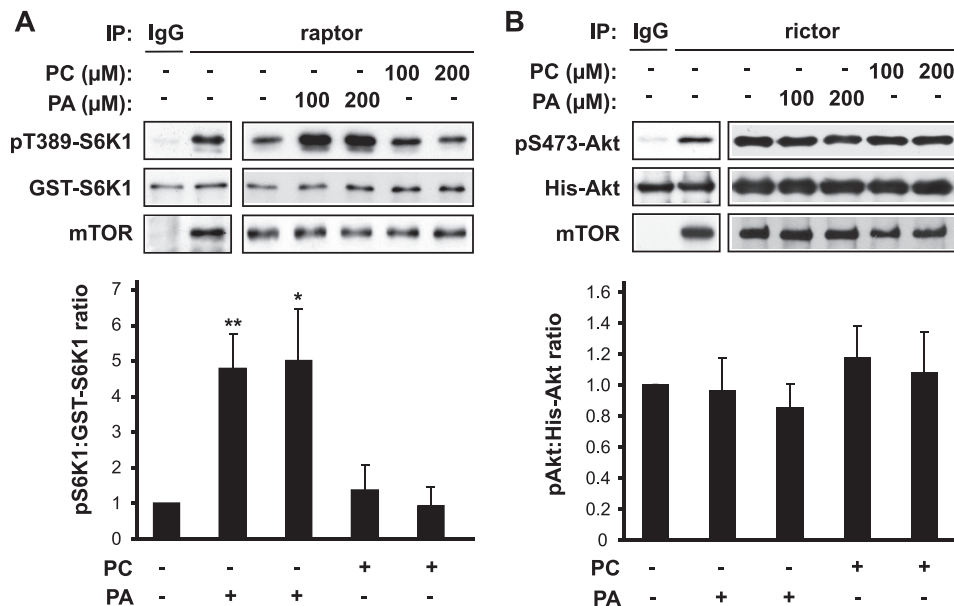 A
IP: IgG raptor
PC (µM): - - - - - 100 200
PA (µM): - - - 100 200 - -
pT389-S6K1
GST-S6K1
mTOR
pS6K1:GST-S6K1 ratio
7
6
5
4
3
2
1
0
** *
PC - - - + +
PA - + + - -
B
IP: IgG rictor
PC (µM): - - - - - 100 200
PA (µM): - - - 100 200 - -
pS473-Akt
His-Akt
mTOR
pAkt:His-Akt ratio
1.6
1.4
1.2
1.0
0.8
0.6
0.4
0.2
0
PC - - - + +
PA - + + - -